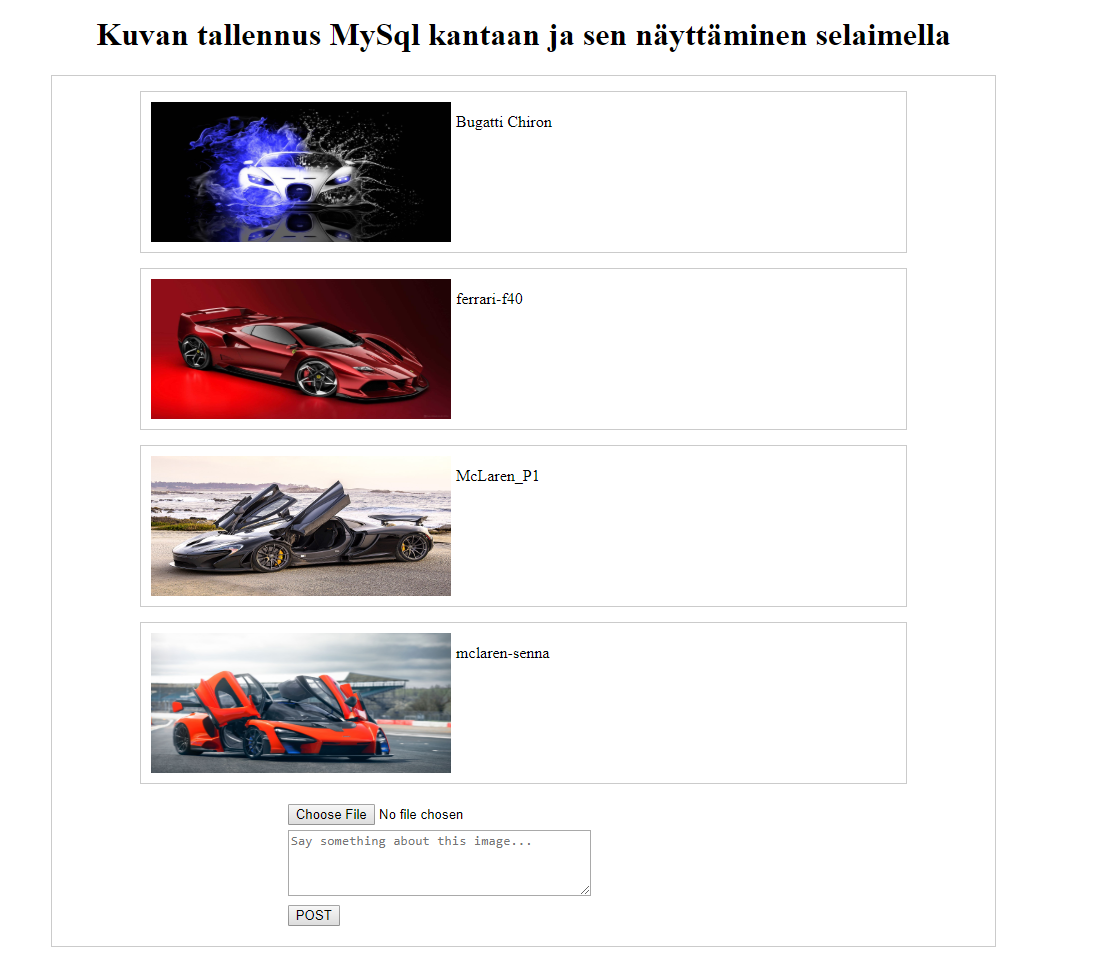 Kuvan tallennus MySql kantaan ja sen näyttäminen selaimella
Bugatti Chiron
ferrari-f40
McLaren_P1
mclaren-senna
Choose File No file chosen
Say something about this image...
POST